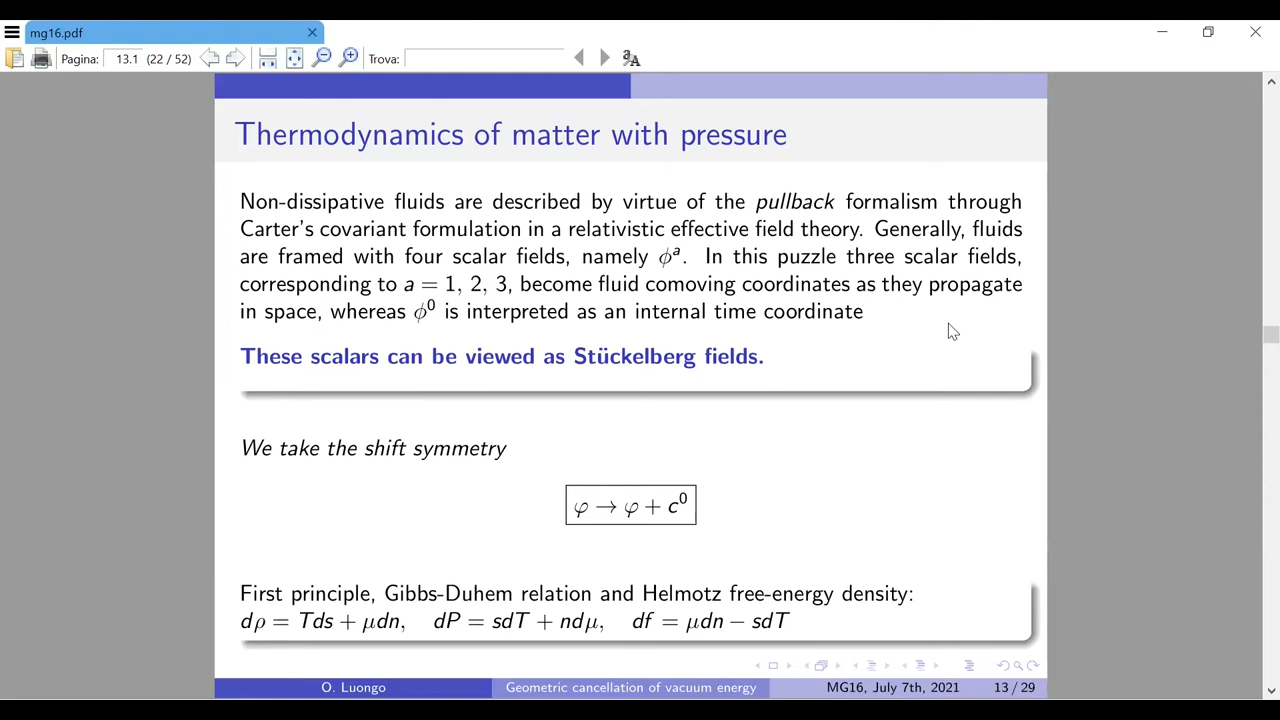 mg16.pdf
Pagina: 13.1 (22 / 52) Trova:
Thermodynamics of matter with pressure
Non-dissipative fluids are described by virtue of the pullback formalism through
Carter's covariant formulation in a relativistic effective field theory. Generally, fluids
are framed with four scalar fields, namely ϕᵃ. In this puzzle three scalar fields,
corresponding to a = 1, 2, 3, become fluid comoving coordinates as they propagate
in space, whereas ϕ⁰ is interpreted as an internal time coordinate
These scalars can be viewed as Stückelberg fields.
We take the shift symmetry
φ → φ + c⁰
First principle, Gibbs-Duhem relation and Helmotz free-energy density:
dρ = Tds + μdn, dP = sdT + ndμ, df = μdn − sdT
O. Luongo Geometric cancellation of vacuum energy MG16, July 7th, 2021 13 / 29